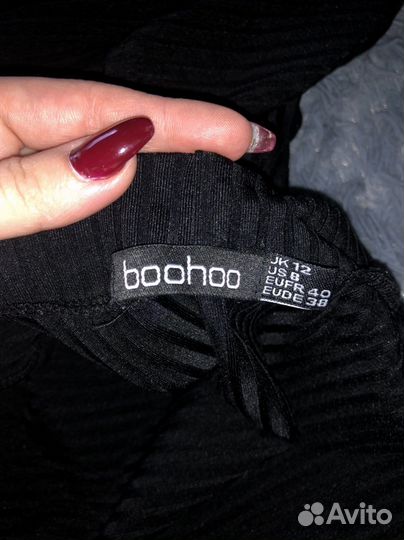 boohoo
UK 12
US 8
EUFR 40
EUDE 38
Avito